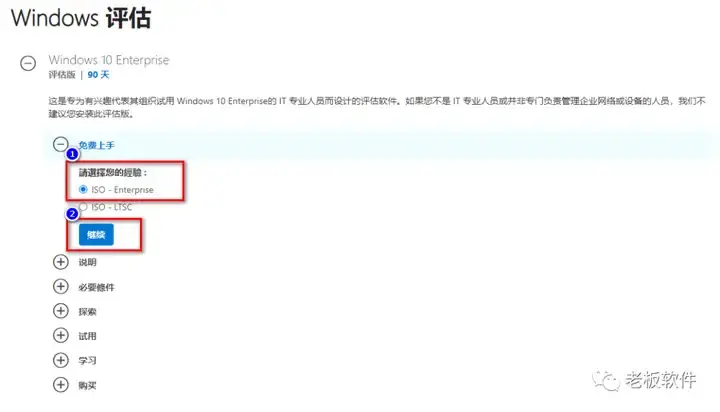 Windows 评估
Windows 10 Enterprise
评估版 | 90 天
这是专为有兴趣代表其组织试用 Windows 10 Enterprise的 IT 专业人员而设计的评估软件。如果您不是 IT 专业人员或并非专门负责管理企业网络或设备的人员，我们不
建议您安装此评估版。
免费上手
1
請選擇您的經驗：
ISO - Enterprise
ISO - LTSC
2
继续
说明
必要條件
探索
试用
学习
购买
老板软件